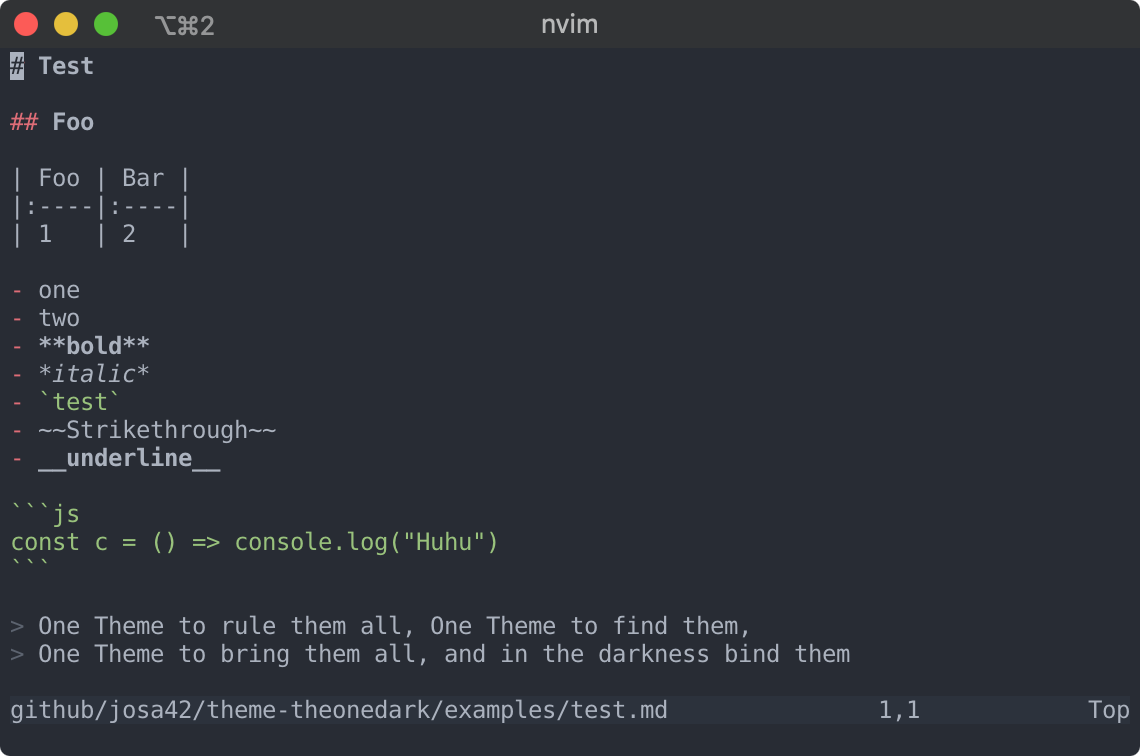 ⌥⌘2 nvim
# Test
## Foo
| Foo | Bar |
|:----|:----|
| 1   | 2   |
- one
- two
- **bold**
- *italic*
- `test`
- ~~Strikethrough~~
- __underline__
```js
const c = () => console.log("Huhu")
```
> One Theme to rule them all, One Theme to find them,
> One Theme to bring them all, and in the darkness bind them
github/josa42/theme-theonedark/examples/test.md 1,1 Top